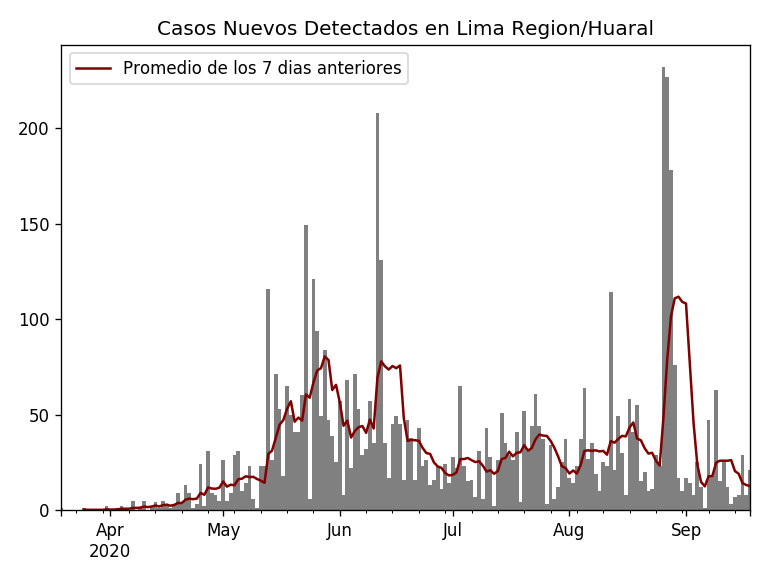 Casos Nuevos Detectados en Lima Region/Huaral
Promedio de los 7 dias anteriores
200
150
100
50
0
Apr May Jun Jul Aug Sep
2020